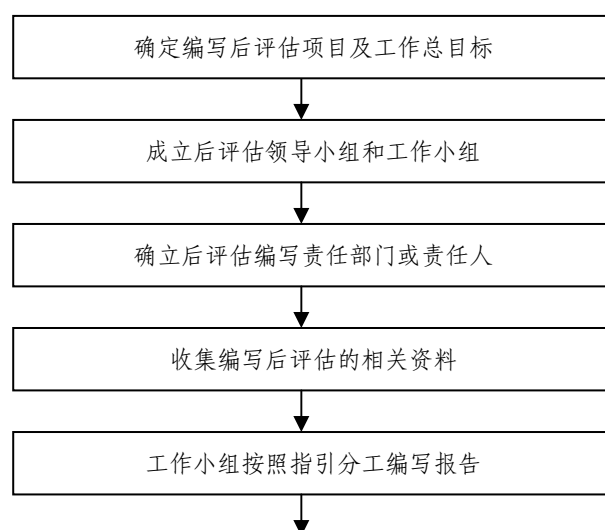 确定编写后评估项目及工作总目标
成立后评估领导小组和工作小组
确立后评估编写责任部门或责任人
收集编写后评估的相关资料
工作小组按照指引分工编写报告